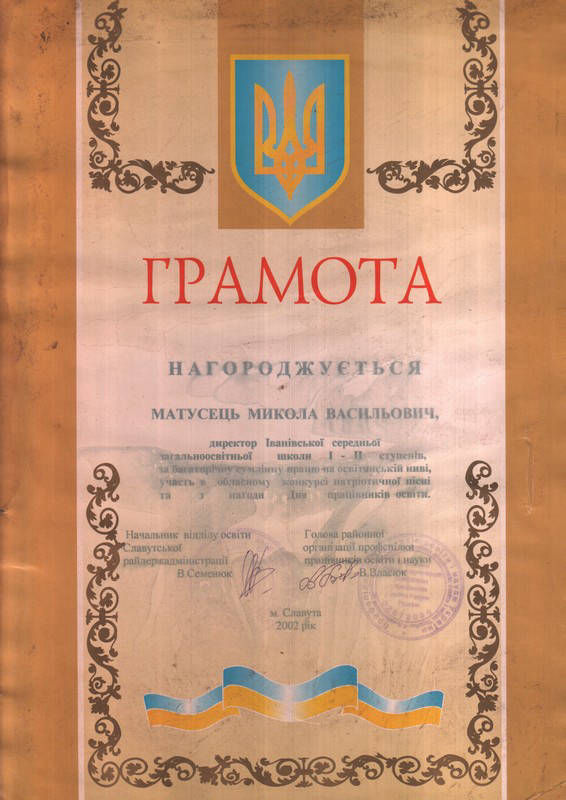 ГРАМОТА
НАГОРОДЖУЄТЬСЯ
МАТУСЕЦЬ МИКОЛА ВАСИЛЬОВИЧ,
директор Іванівської середньої
загальноосвітньої школи І - ІІ ступенів,
за багаторічну сумлінну працю на освітянській ниві,
участь в обласному конкурсі патріотичної пісні
та з нагоди Дня працівників освіти.
Начальник відділу освіти
Славутської
райдержадміністрації
В.Семенюк
Голова районної
організації профспілки
працівників освіти і науки
В.Власюк
м. Славута
2002 рік